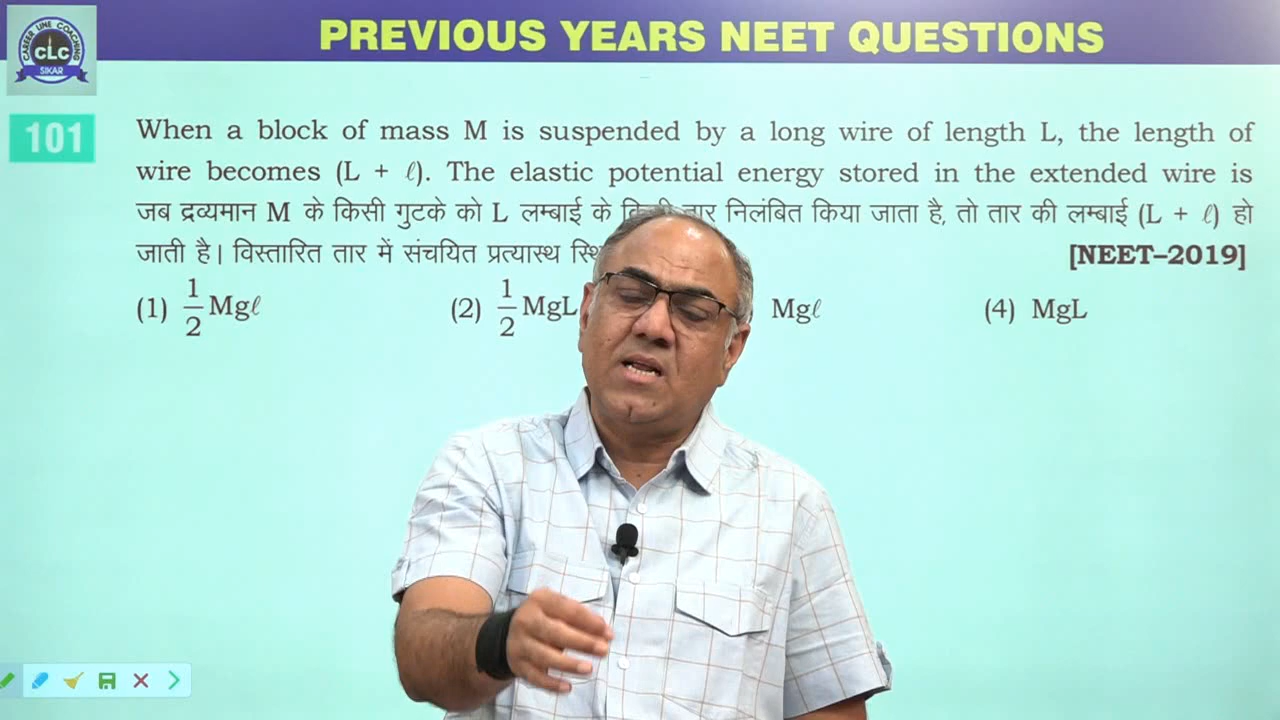 PREVIOUS YEARS NEET QUESTIONS
CAREER LINE COACHING
CLC
SIKAR
101
When a block of mass M is suspended by a long wire of length L, the length of
wire becomes (L + ℓ). The elastic potential energy stored in the extended wire is
जब द्रव्यमान M के किसी गुटके को L लम्बाई के निलंबित किया जाता है, तो तार की लम्बाई (L + ℓ) हो
जाती है। विस्तारित तार में संचयित प्रत्यास्थ
[NEET–2019]
(1) 1/2 Mgℓ (2) 1/2 MgL Mgℓ (4) MgL